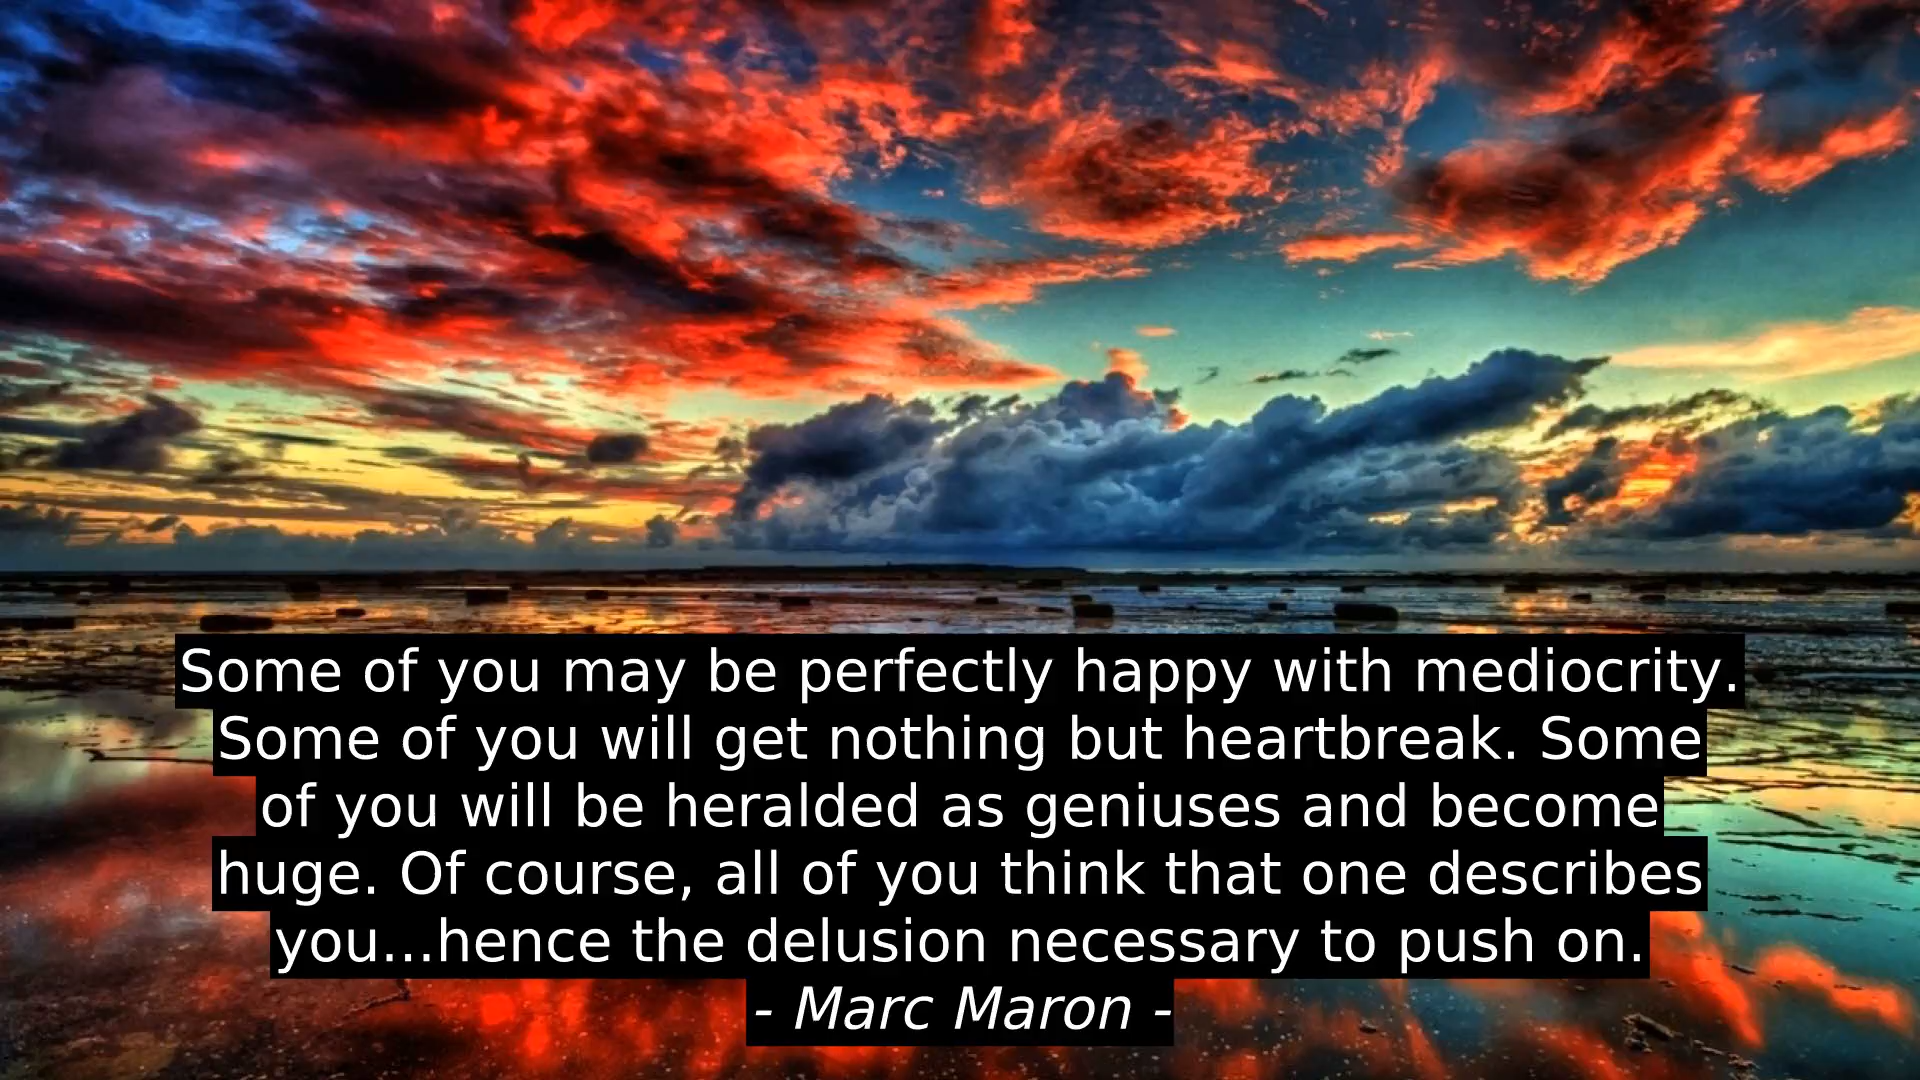 Some of you may be perfectly happy with mediocrity.
Some of you will get nothing but heartbreak. Some
of you will be heralded as geniuses and become
huge. Of course, all of you think that one describes
you...hence the delusion necessary to push on.
- Marc Maron -